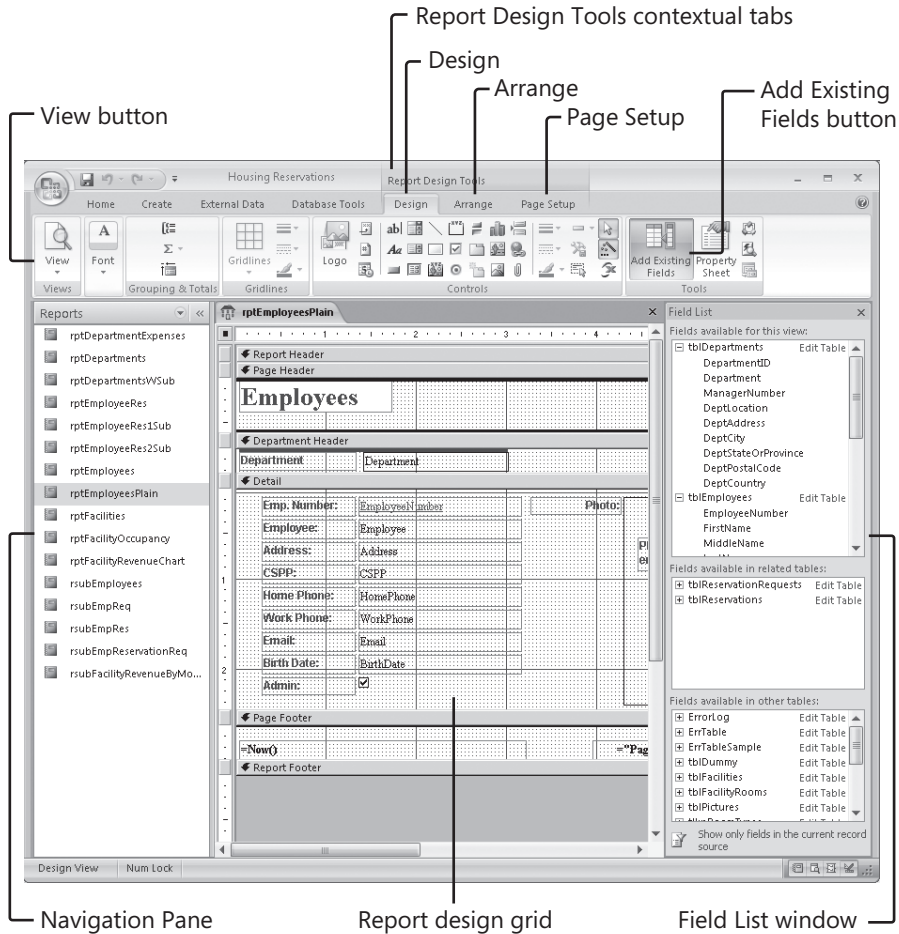 Report Design Tools contextual tabs
Design
Arrange
Page Setup
Add Existing
Fields button
View button
Housing Reservations
Report Design Tools
Home Create External Data Database Tools Design Arrange Page Setup
View
Font
Gridlines
Logo
Add Existing
Fields
Property
Sheet
Views
Grouping & Totals
Gridlines
Controls
Tools
Reports
rptDepartmentExpenses
rptDepartments
rptDepartmentsWSub
rptEmployeeRes
rptEmployeeRes1Sub
rptEmployeeRes2Sub
rptEmployees
rptEmployeesPlain
rptFacilities
rptFacilityOccupancy
rptFacilityRevenueChart
rsubEmployees
rsubEmpReq
rsubEmpRes
rsubEmpReservationReq
rsubFacilityRevenueByMo...
rptEmployeesPlain
1 2 3 4
Report Header
Page Header
Employees
Department Header
Department Department
Detail
Emp. Number: EmployeeNumber Photo:
Employee: Employee
Address: Address
CSPP: CSPP
1
Home Phone: HomePhone
Work Phone: WorkPhone
Email: Email
Birth Date: BirthDate
2
Admin:
Page Footer
=Now() ="Pag
Report Footer
Field List
Fields available for this view:
tblDepartments Edit Table
DepartmentID
Department
ManagerNumber
DeptLocation
DeptAddress
DeptCity
DeptStateOrProvince
DeptPostalCode
DeptCountry
tblEmployees Edit Table
EmployeeNumber
FirstName
MiddleName
Fields available in related tables:
tblReservationRequests Edit Table
tblReservations Edit Table
Fields available in other tables:
ErrorLog Edit Table
ErrTable Edit Table
ErrTableSample Edit Table
tblDummy Edit Table
tblFacilities Edit Table
tblFacilityRooms Edit Table
tblPictures Edit Table
Show only fields in the current record
source
Design View Num Lock
Navigation Pane
Report design grid
Field List window